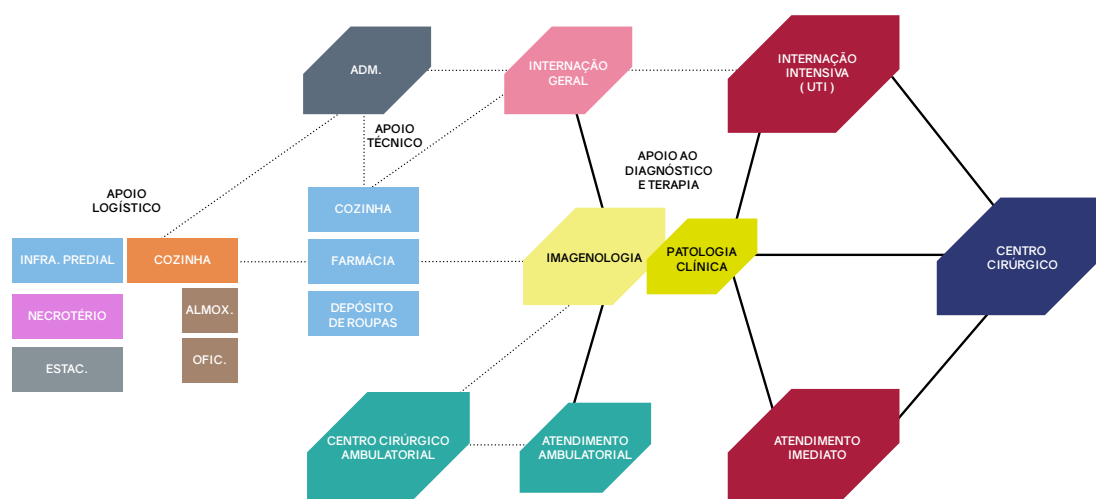 ADM.
INTERNAÇÃO
GERAL
INTERNAÇÃO
INTENSIVA
( UTI )
APOIO
TÉCNICO
APOIO AO
DIAGNÓSTICO
E TERAPIA
APOIO
LOGÍSTICO
COZINHA
INFRA. PREDIAL
COZINHA
FARMÁCIA
IMAGENOLOGIA
PATOLOGIA
CLÍNICA
CENTRO
CIRÚRGICO
NECROTÉRIO
ALMOX.
DEPÓSITO
DE ROUPAS
ESTAC.
OFIC.
CENTRO CIRÚRGICO
AMBULATORIAL
ATENDIMENTO
AMBULATORIAL
ATENDIMENTO
IMEDIATO